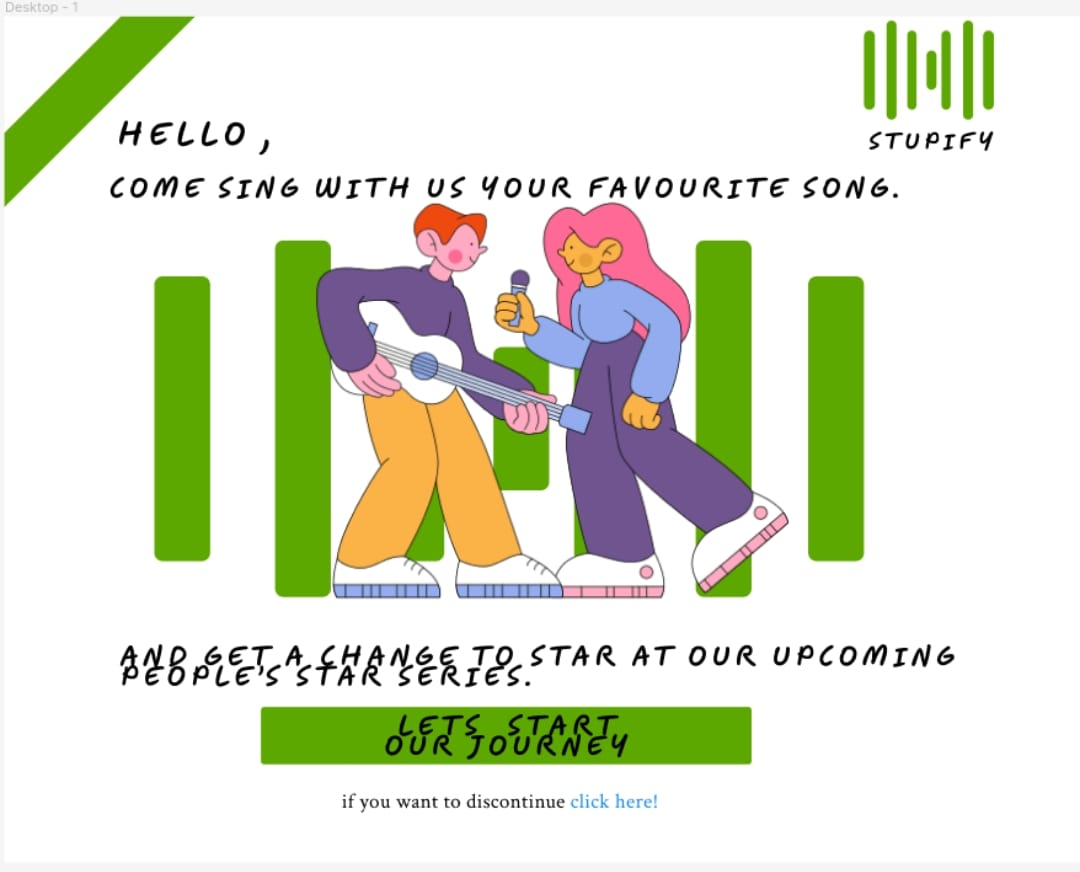 Desktop - 1
STUPIFY
HELLO ,
COME SING WITH US YOUR FAVOURITE SONG.
AND GET A CHANGE TO STAR AT OUR UPCOMING
PEOPLE'S STAR SERIES.
LETS START
OUR JOURNEY
if you want to discontinue click here!